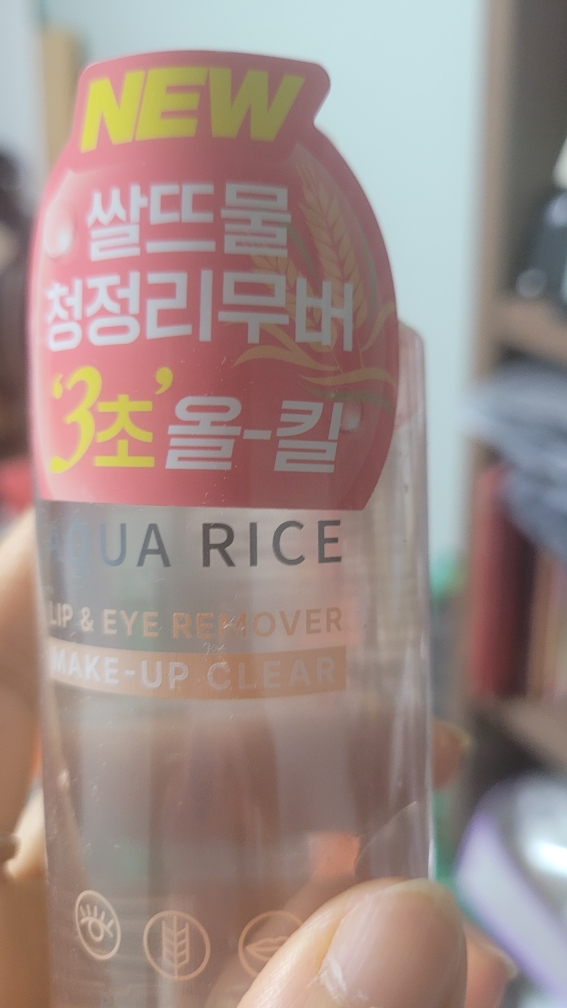 NEW
쌀뜨물
청정리무버
'3초'올-킬
AQUA RICE
LIP & EYE REMOVER
MAKE-UP CLEAR